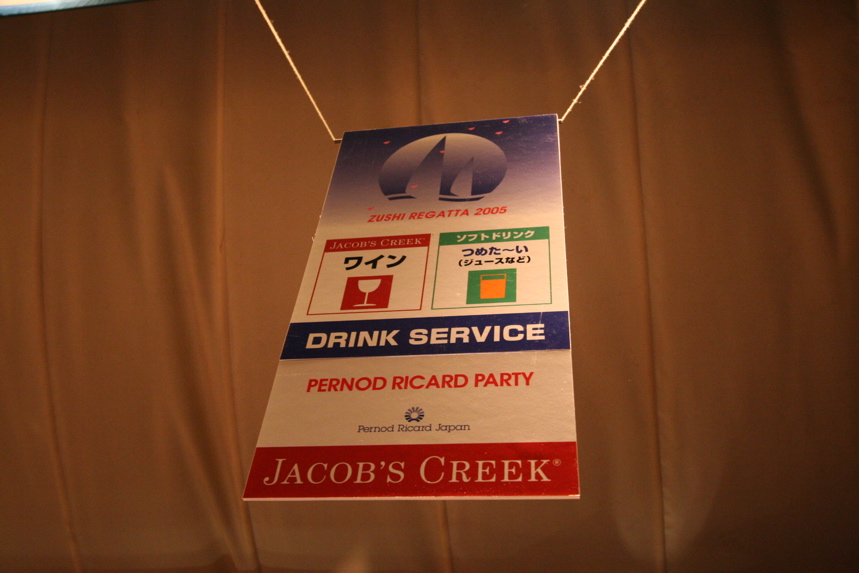 ZUSHI REGATTA 2005
JACOB'S CREEK
ワイン
ソフトドリンク
つめた〜い
(ジュースなど)
DRINK SERVICE
PERNOD RICARD PARTY
Pernod Ricard Japan
JACOB'S CREEK®